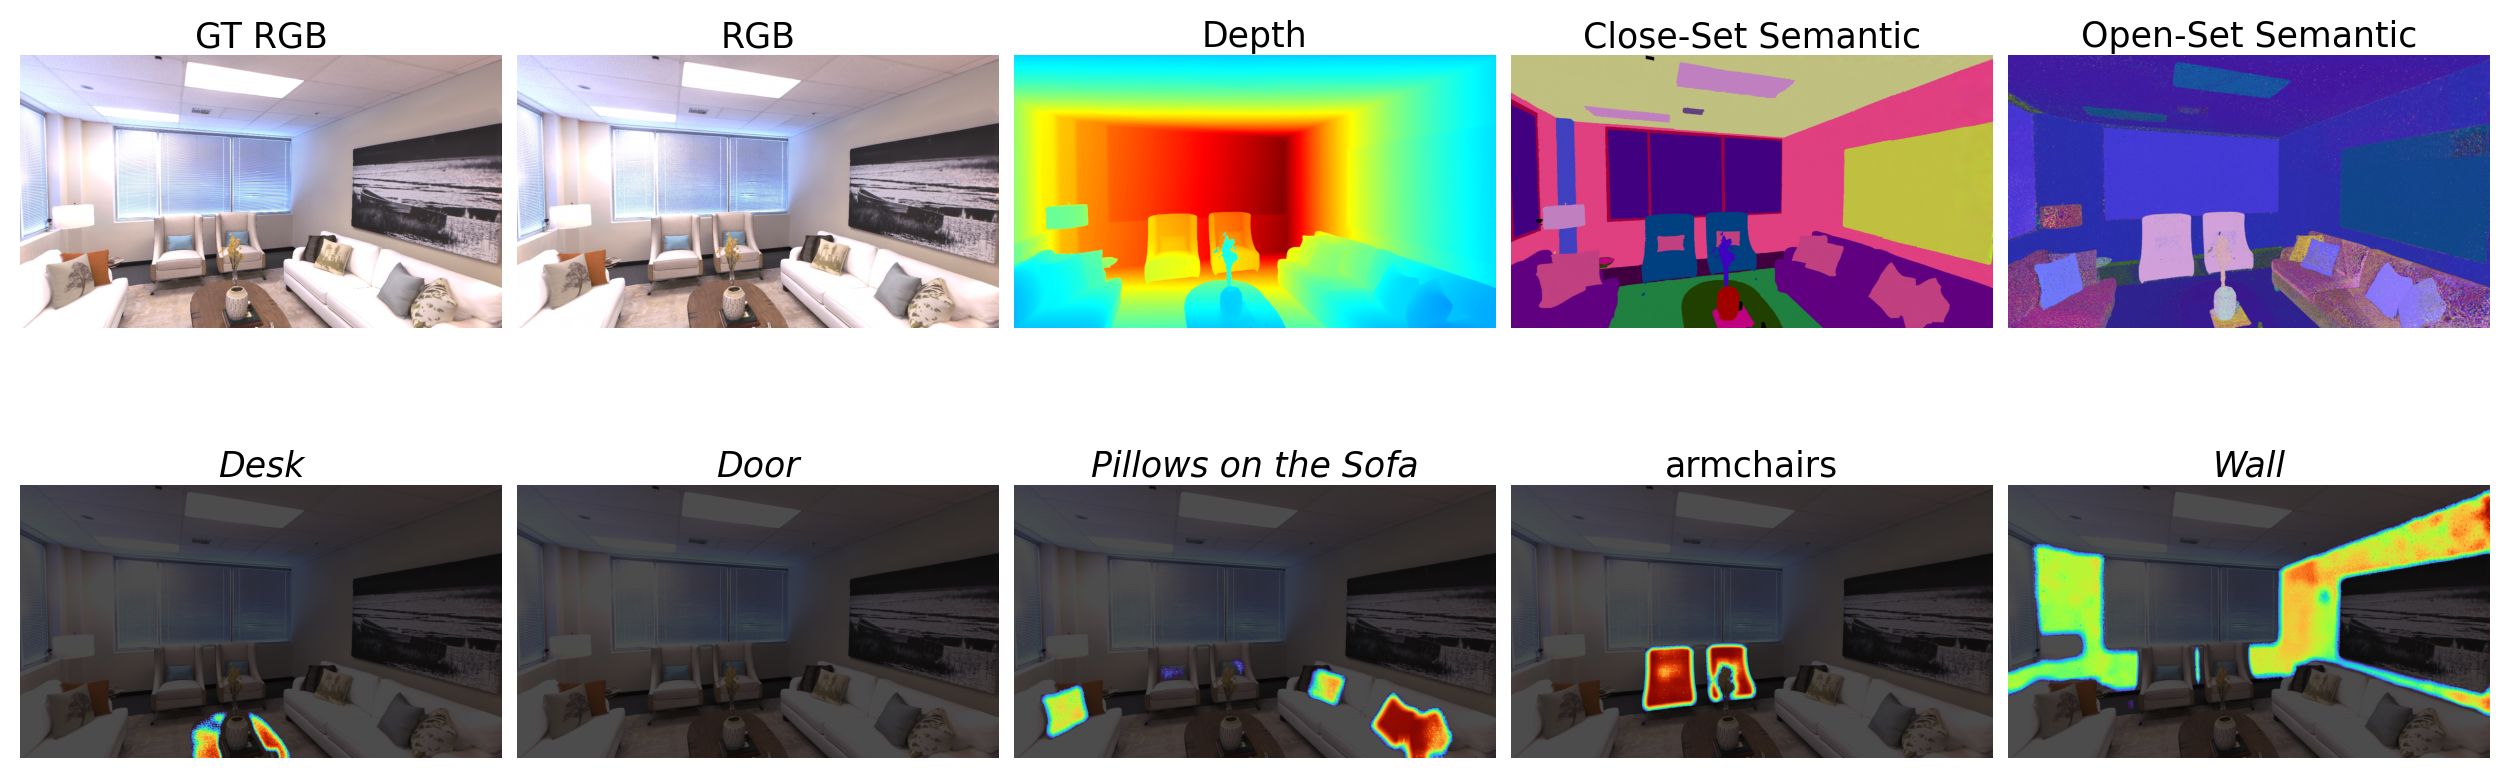 GT RGB
RGB
Depth
Close-Set Semantic
Open-Set Semantic
Desk
Door
Pillows on the Sofa
armchairs
Wall